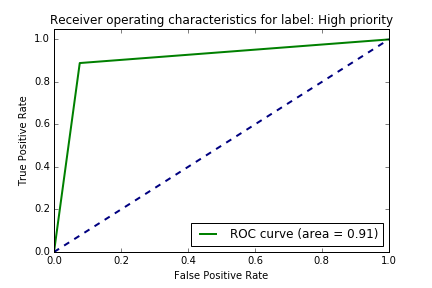 Receiver operating characteristics for label: High priority
1.0
0.8
0.6
0.4
0.2
0.0
True Positive Rate
ROC curve (area = 0.91)
0.0 0.2 0.4 0.6 0.8 1.0
False Positive Rate